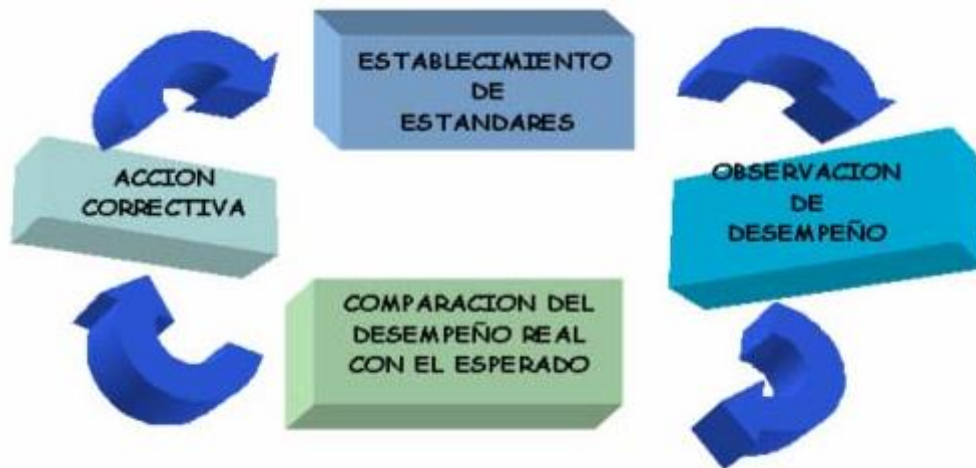 ESTABLECIMIENTO
DE
ESTANDARES
ACCION
CORRECTIVA
OBSERVACION
DE
DESEMPEÑO
COMPARACION DEL
DESEMPEÑO REAL
CON EL ESPERADO